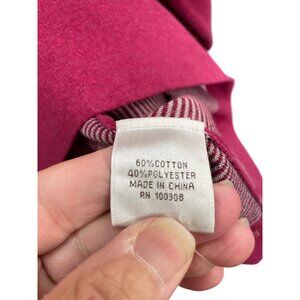 60% COTTON
40% POLYESTER
MADE IN CHINA
RN 100308